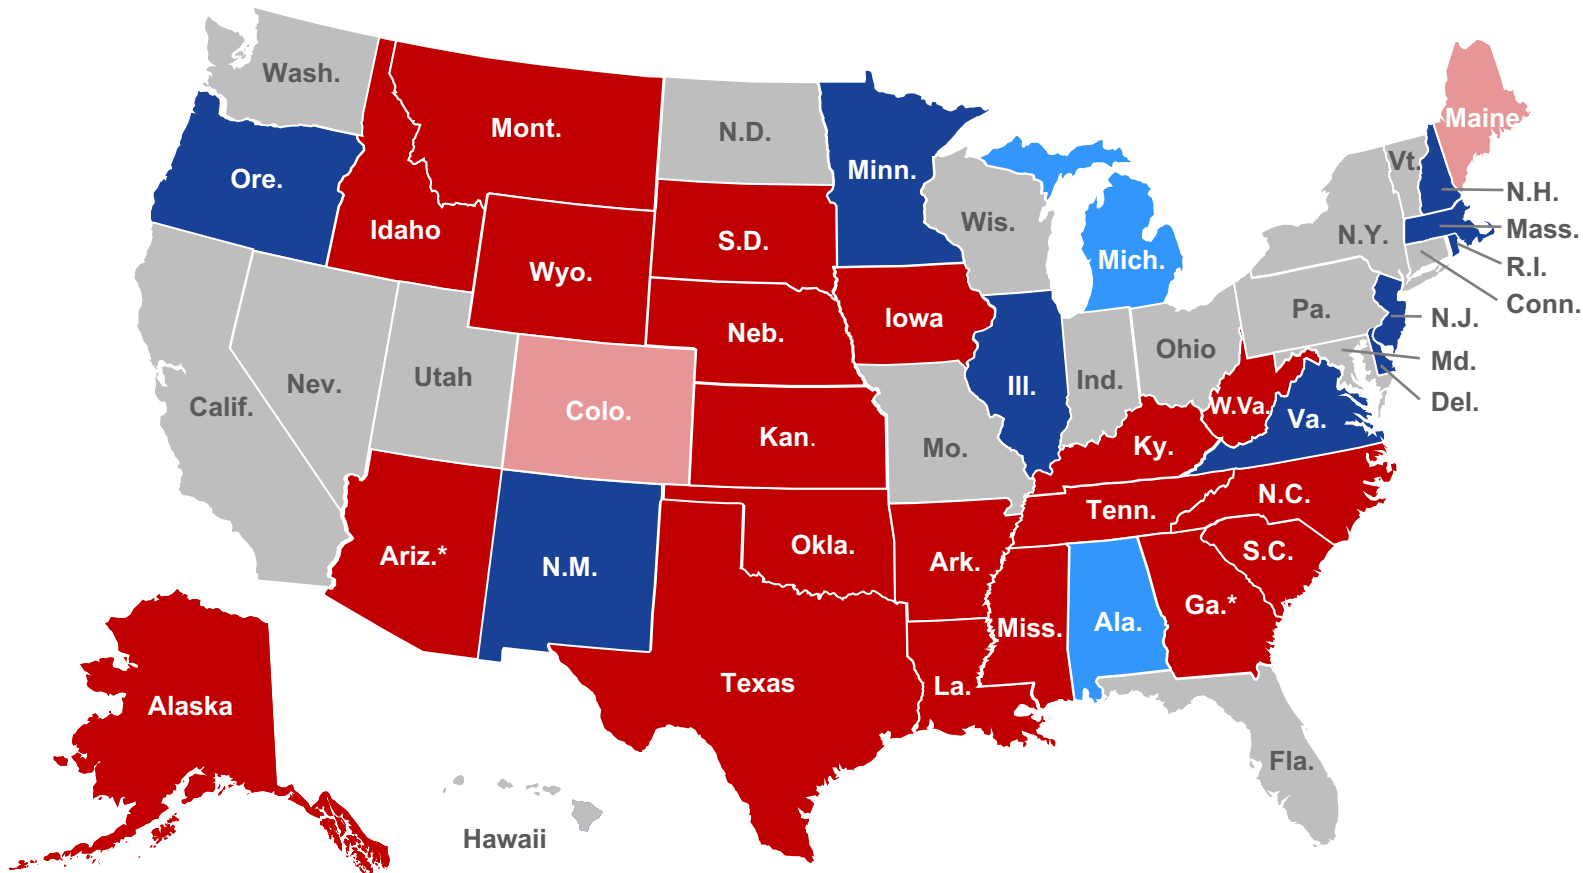 Wash.
Mont.
N.D.
Minn.
Maine
Vt.
Ore.
Idaho
N.H.
Wis.
Mass.
N.Y.
S.D.
Mich.
R.I.
Wyo.
Conn.
Pa.
N.J.
Iowa
Neb.
Ohio
Md.
Utah
Nev.
Ind.
Ill.
Del.
Calif.
Colo.
W.Va.
Va.
Kan.
Mo.
Ky.
N.C.
Tenn.
Okla.
S.C.
Ariz.*
N.M.
Ark.
Ga.*
Miss.
Ala.
Texas
La.
Alaska
Fla.
Hawaii